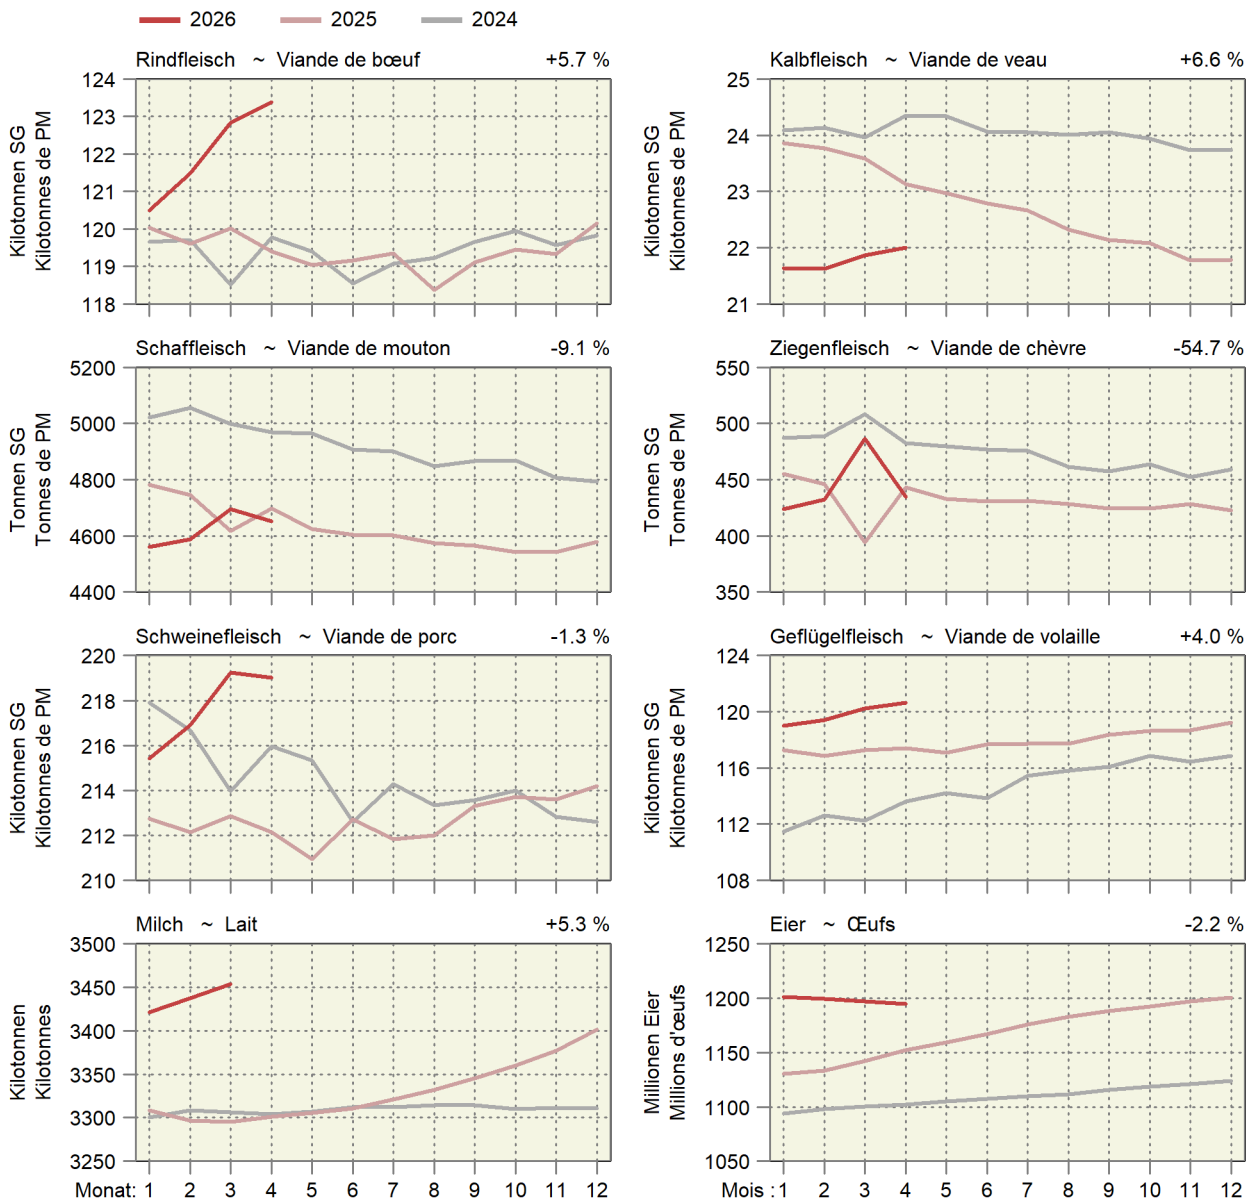 2026 2025 2024
Rindfleisch ~ Viande de bœuf +5.7 %
124
123
122
121
120
119
118
Kilotonnen SG
Kilotonnes de PM
Kalbfleisch ~ Viande de veau +6.6 %
25
24
23
22
21
Kilotonnen SG
Kilotonnes de PM
Schaffleisch ~ Viande de mouton -9.1 %
5200
5000
4800
4600
4400
Tonnen SG
Tonnes de PM
Ziegenfleisch ~ Viande de chèvre -54.7 %
550
500
450
400
350
Tonnen SG
Tonnes de PM
Schweinefleisch ~ Viande de porc -1.3 %
220
218
216
214
212
210
Kilotonnen SG
Kilotonnes de PM
Geflügelfleisch ~ Viande de volaille +4.0 %
124
120
116
112
108
Kilotonnen SG
Kilotonnes de PM
Milch ~ Lait +5.3 %
3500
3450
3400
3350
3300
3250
Kilotonnen
Kilotonnes
Monat: 1 2 3 4 5 6 7 8 9 10 11 12
Eier ~ Œufs -2.2 %
1250
1200
1150
1100
1050
Millionen Eier
Millions d'œufs
Mois : 1 2 3 4 5 6 7 8 9 10 11 12